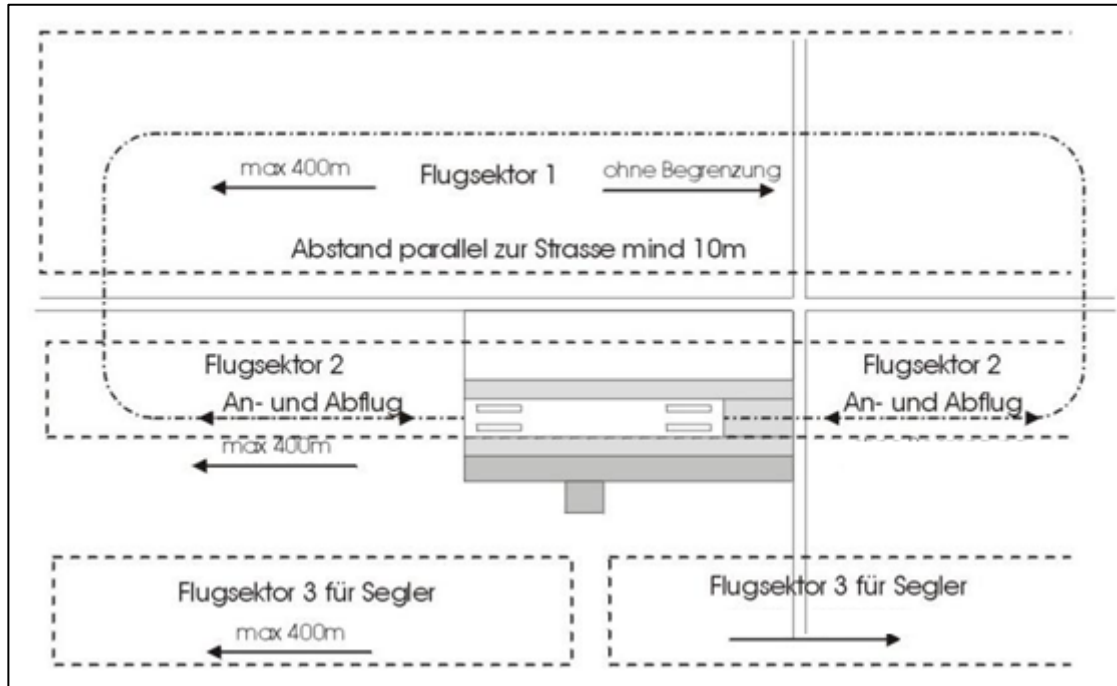 max 400m
Flugsektor 1
ohne Begrenzung
Abstand parallel zur Strasse mind 10m
Flugsektor 2
An- und Abflug
max 400m
Flugsektor 2
An- und Abflug
Flugsektor 3 für Segler
max 400m
Flugsektor 3 für Segler